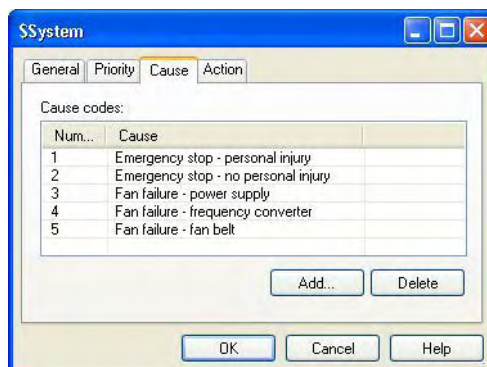 $System
General Priority Cause Action
Cause codes:
Num... Cause
1 Emergency stop - personal injury
2 Emergency stop - no personal injury
3 Fan failure - power supply
4 Fan failure - frequency converter
5 Fan failure - fan belt
Add... Delete
OK Cancel Help